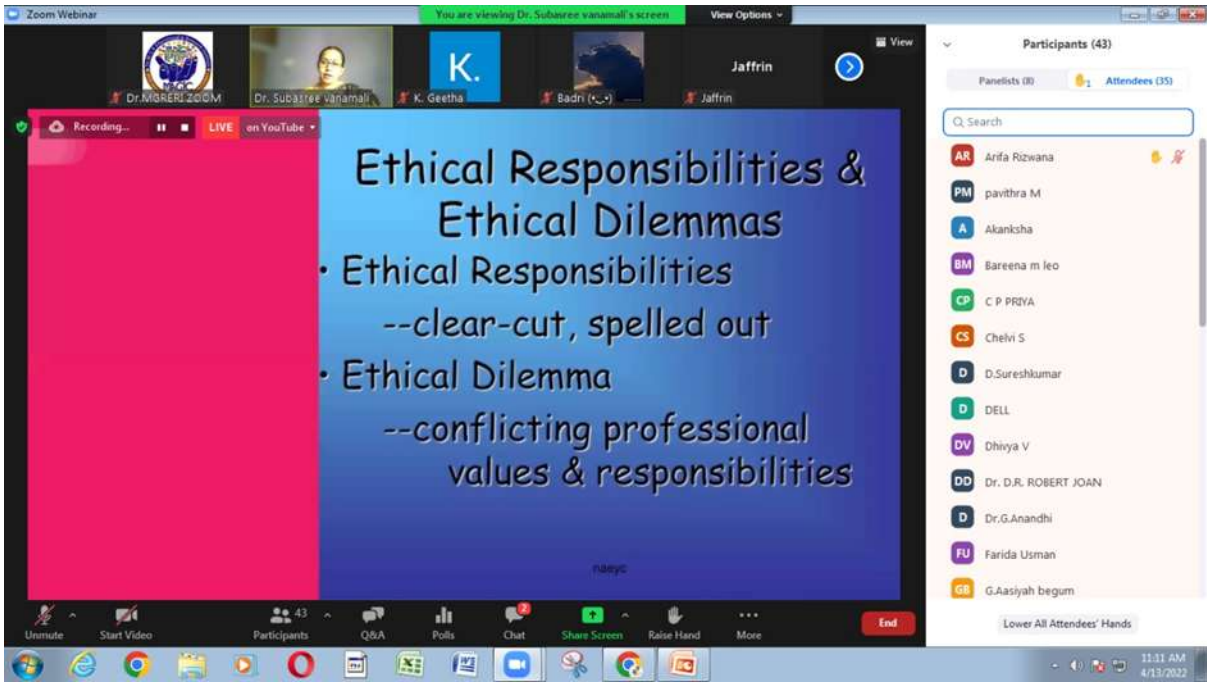 Zoom Webinar
You are viewing Dr. Subasree vanamali's screen
View Options
View
Dr.MGRERI ZOOM
Dr. Subasree vanamali
K.
K. Geetha
Badri
Jaffrin
Jaffrin
Recording...
LIVE on YouTube
Ethical Responsibilities &
Ethical Dilemmas
• Ethical Responsibilities
--clear-cut, spelled out
• Ethical Dilemma
--conflicting professional
values & responsibilities
naeyc
Unmute
Start Video
43
Participants
Q&A
Polls
2
Chat
Share Screen
Raise Hand
More
End
Participants (43)
Panelists (8)
1 Attendees (35)
Search
AR Arifa Rizwana
PM pavithra M
A Akanksha
BM Bareena m leo
CP C P PRIYA
CS Chelvi S
D D.Sureshkumar
D DELL
DV Dhivya V
DD Dr. D.R. ROBERT JOAN
D Dr.G.Anandhi
FU Farida Usman
GB G.Aasiyah begum
Lower All Attendees' Hands
11:11 AM
4/13/2022